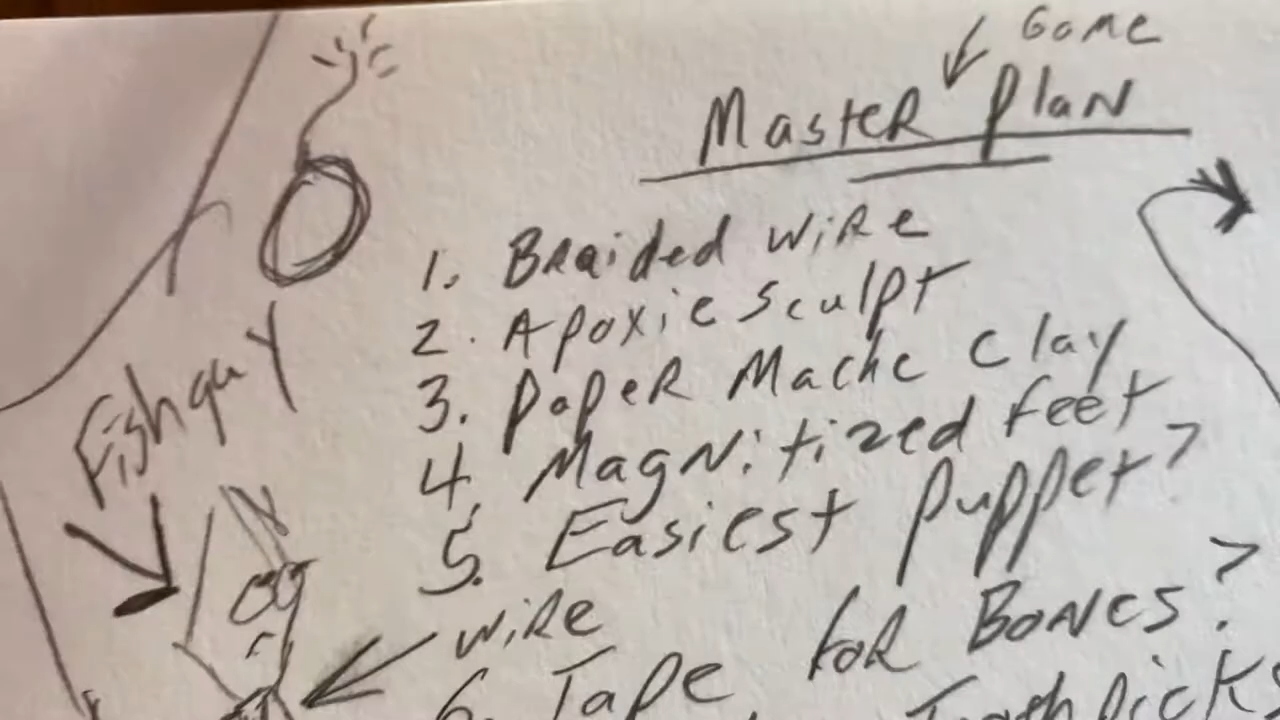 Game
Master Plan
1. Braided wire
2. Apoxie sculpt
3. Paper Mache clay
4. Magnitized feet
5. Easiest puppet?
Fishguy
wire
6. Tape for Bones?
Toothpicks